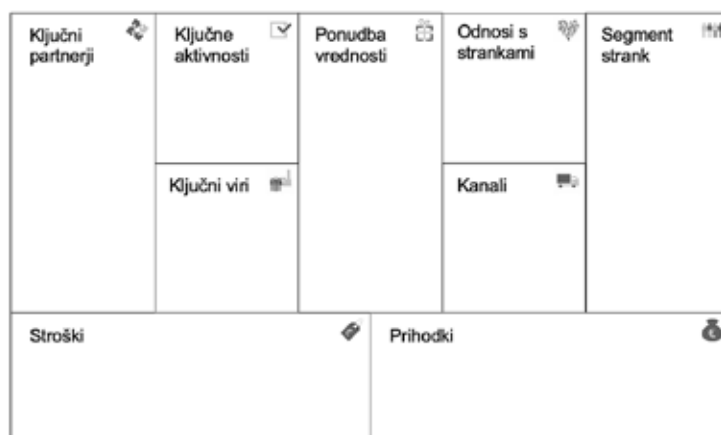 Ključni
partnerji
Ključne
aktivnosti
Ključni viri
Ponudba
vrednosti
Odnosi s
strankami
Kanali
Segment
strank
Stroški
Prihodki